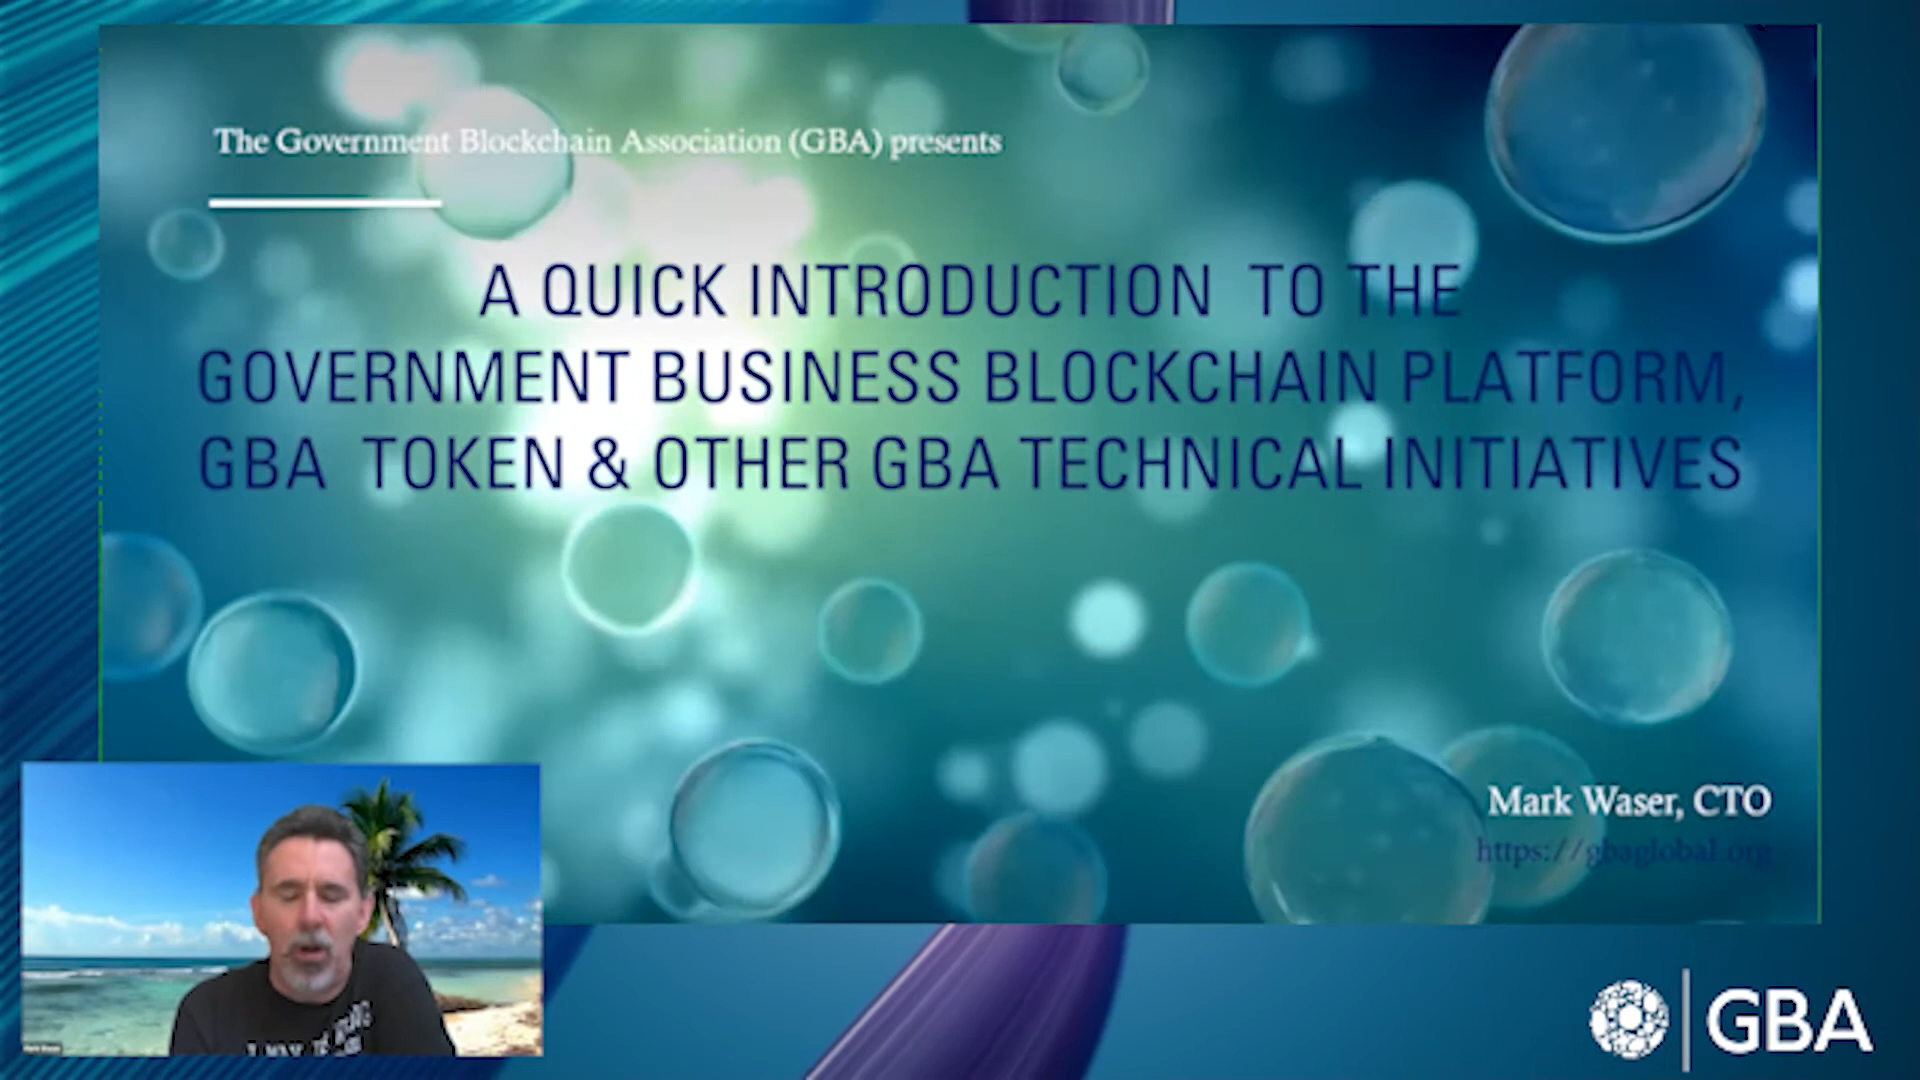 The Government Blockchain Association (GBA) presents
A QUICK INTRODUCTION TO THE
GOVERNMENT BUSINESS BLOCKCHAIN PLATFORM,
GBA TOKEN & OTHER GBA TECHNICAL INITIATIVES
Mark Waser, CTO
https://gbaglobal.org
GBA